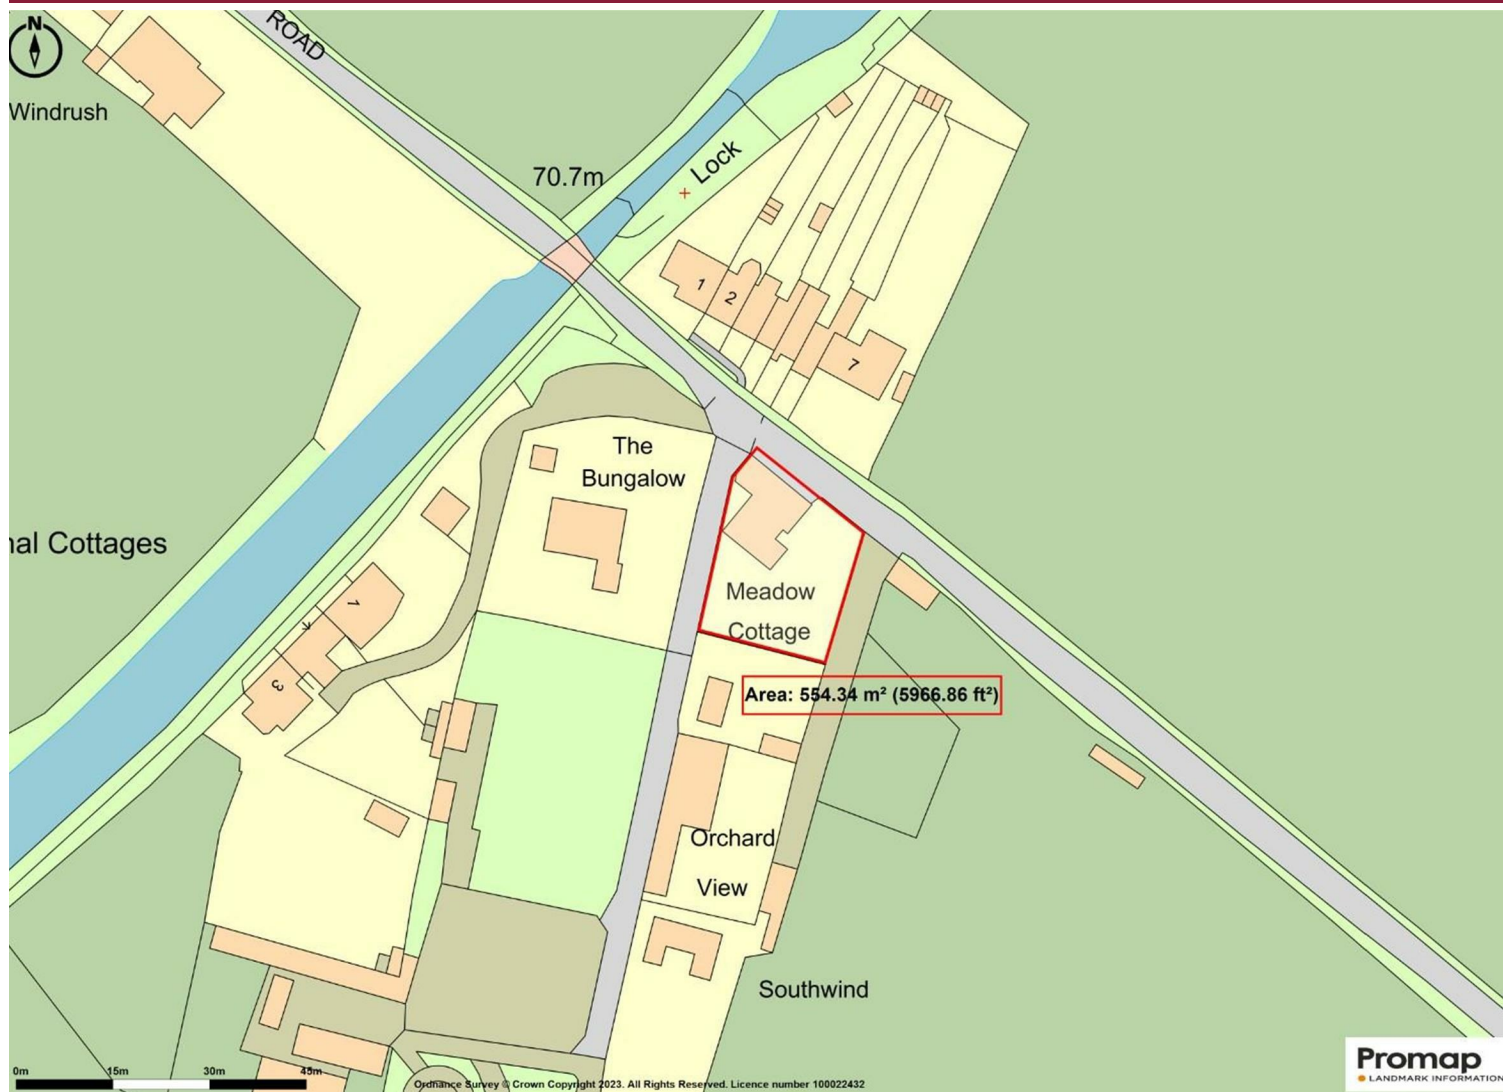 N
ROAD
Windrush
70.7m
Lock
1
2
7
The
Bungalow
nal Cottages
Meadow
Cottage
1
3
Area: 554.34 m² (5966.86 ft²)
Orchard
View
Southwind
0m 15m 30m 45m
Ordnance Survey © Crown Copyright 2023. All Rights Reserved. Licence number 100022432
Promap
LANDMARK INFORMATION